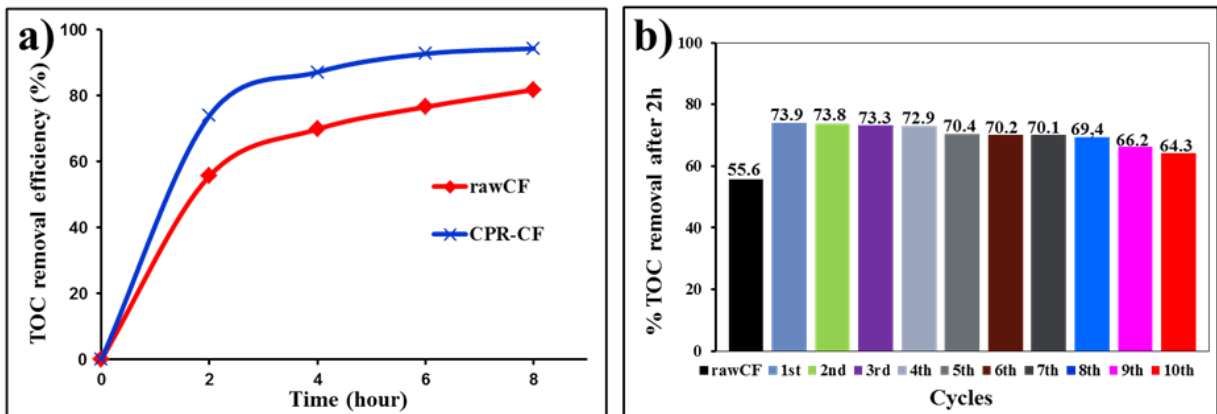 a)
TOC removal efficiency (%)
100
80
60
40
20
0
0 2 4 6 8
Time (hour)
rawCF
CPR-CF
b)
% TOC removal after 2h
100
80
60
40
20
0
55.6 73.9 73.8 73.3 72.9 70.4 70.2 70.1 69.4 66.2 64.3
rawCF 1st 2nd 3rd 4th 5th 6th 7th 8th 9th 10th
Cycles